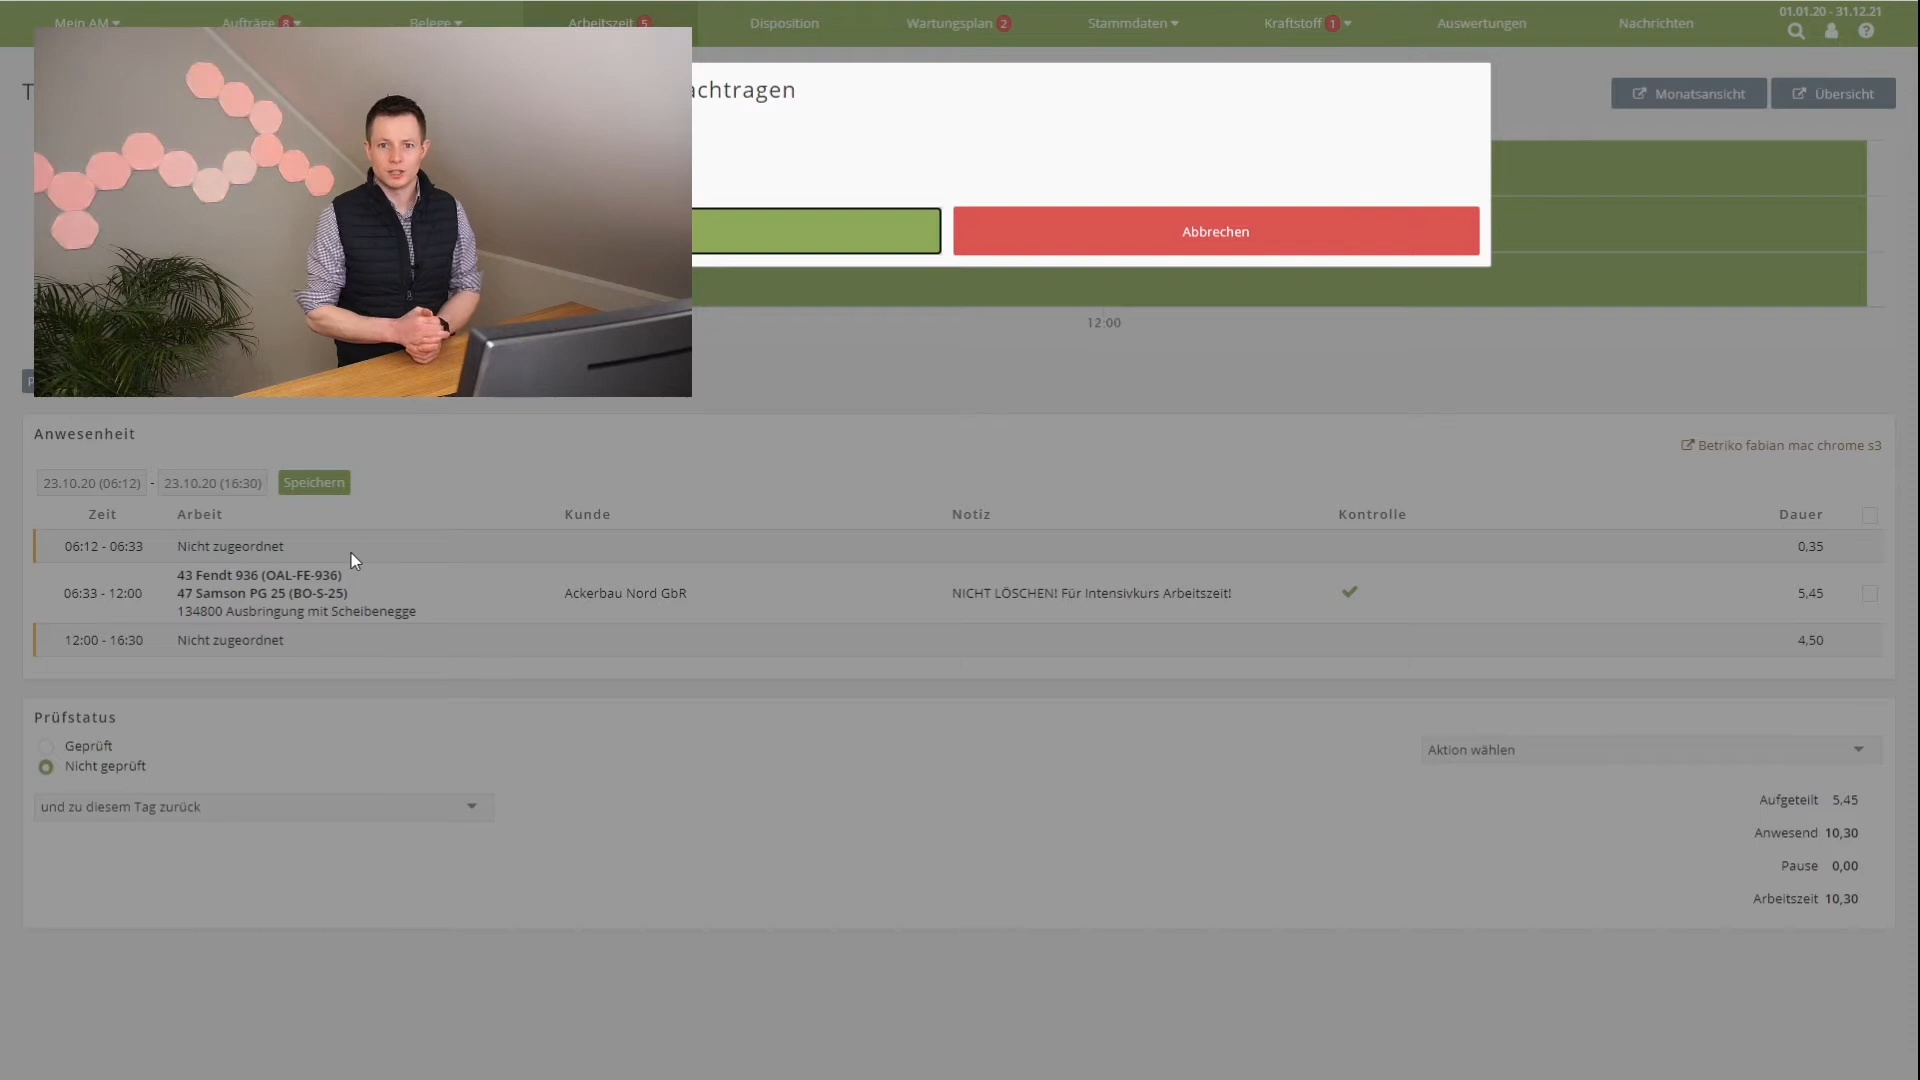 Mein AM Aufträge 8 Belege Arbeitszeit 5 Disposition Wartungsplan 2 Stammdaten Kraftstoff 1 Auswertungen Nachrichten 01.01.20 - 31.12.21
achtragen
Monatsansicht Übersicht
Abbrechen
12:00
Anwesenheit
Betriko fabian mac chrome s3
23.10.20 (06:12) - 23.10.20 (16:30) Speichern
Zeit Arbeit Kunde Notiz Kontrolle Dauer
06:12 - 06:33 Nicht zugeordnet 0,35
43 Fendt 936 (OAL-FE-936)
06:33 - 12:00 47 Samson PG 25 (BO-S-25) Ackerbau Nord GbR NICHT LÖSCHEN! Für Intensivkurs Arbeitszeit! 5,45
134800 Ausbringung mit Scheibenegge
12:00 - 16:30 Nicht zugeordnet 4,50
Prüfstatus
Geprüft
Nicht geprüft
Aktion wählen
und zu diesem Tag zurück
Aufgeteilt 5,45
Anwesend 10,30
Pause 0,00
Arbeitszeit 10,30